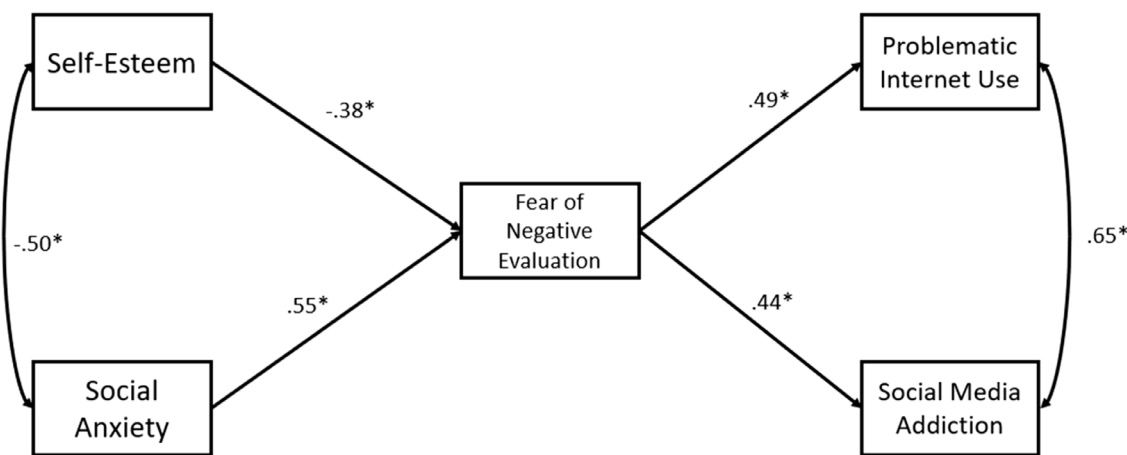 Self-Esteem
Problematic
Internet Use
-.38*
.49*
Fear of
Negative
Evaluation
-.50*
.65*
.55*
.44*
Social
Anxiety
Social Media
Addiction